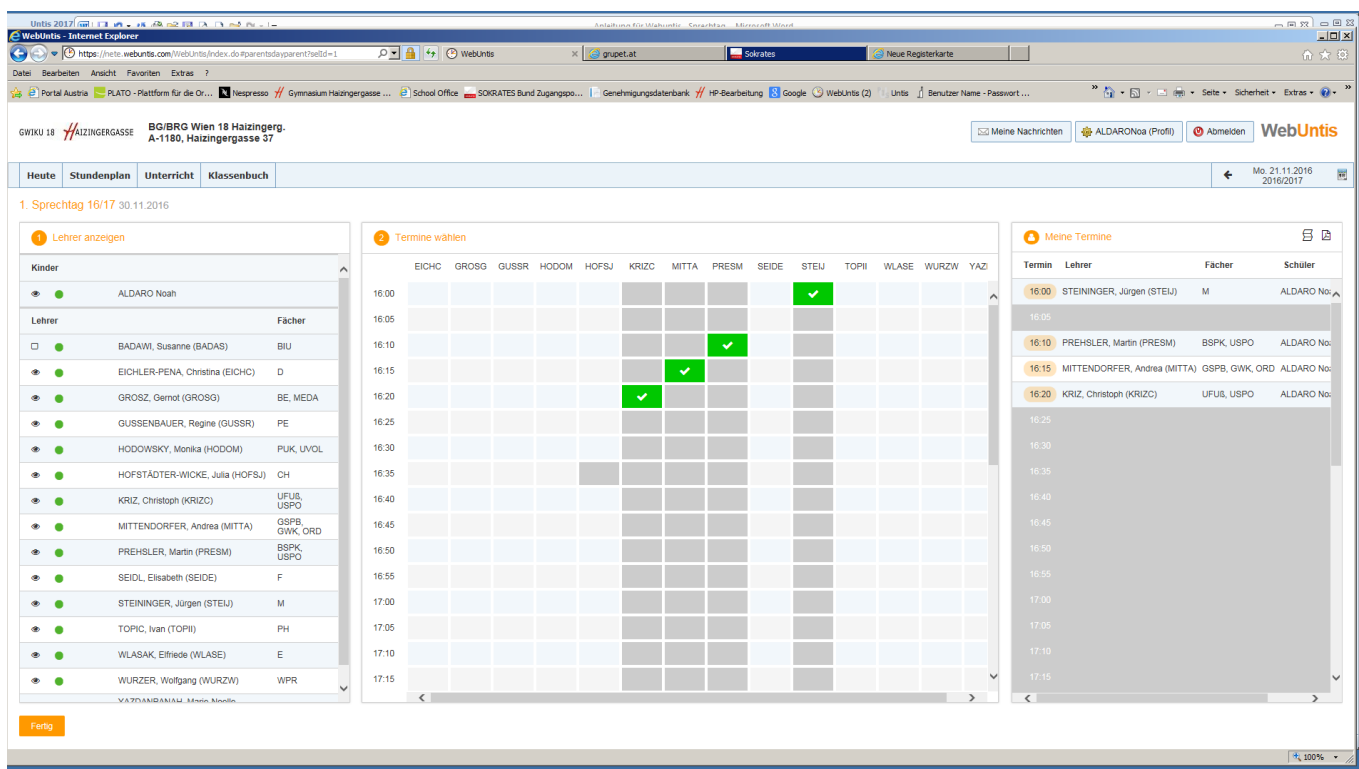 Untis 2017
Anleitung für Webuntis - Sprechtag - Microsoft Word
WebUntis - Internet Explorer
https://nete.webuntis.com/WebUntis/index.do#parentsdayparent?selId=1
WebUntis
grupet.at
Sokrates
Neue Registerkarte
Datei Bearbeiten Ansicht Favoriten Extras ?
Portal Austria PLATO - Plattform für die Or... Nespresso Gymnasium Haizingergasse ... School Office SOKRATES Bund Zugangspo... Genehmigungsdatenbank HP-Bearbeitung Google WebUntis (2) Untis Benutzer Name - Passwort ... Seite Sicherheit Extras
GWIKU 18 HAIZINGERGASSE
BG/BRG Wien 18 Haizingerg.
A-1180, Haizingergasse 37
Meine Nachrichten ALDARONoa (Profil) Abmelden WebUntis
Heute Stundenplan Unterricht Klassenbuch
Mo. 21.11.2016
2016/2017
1. Sprechtag 16/17 30.11.2016
1 Lehrer anzeigen
Kinder
ALDARO Noah
Lehrer Fächer
BADAWI, Susanne (BADAS) BIU
EICHLER-PENA, Christina (EICHC) D
GROSZ, Gernot (GROSG) BE, MEDA
GUSSENBAUER, Regine (GUSSR) PE
HODOWSKY, Monika (HODOM) PUK, UVOL
HOFSTÄDTER-WICKE, Julia (HOFSJ) CH
KRIZ, Christoph (KRIZC) UFUß, USPO
MITTENDORFER, Andrea (MITTA) GSPB, GWK, ORD
PREHSLER, Martin (PRESM) BSPK, USPO
SEIDL, Elisabeth (SEIDE) F
STEININGER, Jürgen (STEIJ) M
TOPIC, Ivan (TOPII) PH
WLASAK, Elfriede (WLASE) E
WURZER, Wolfgang (WURZW) WPR
YAZDANPANAH, Marie-Noelle
2 Termine wählen
EICHC GROSG GUSSR HODOM HOFSJ KRIZC MITTA PRESM SEIDE STEIJ TOPII WLASE WURZW YAZI
16:00
16:05
16:10
16:15
16:20
16:25
16:30
16:35
16:40
16:45
16:50
16:55
17:00
17:05
17:10
17:15
Meine Termine
Termin Lehrer Fächer Schüler
16:00 STEININGER, Jürgen (STEIJ) M ALDARO Noa
16:05
16:10 PREHSLER, Martin (PRESM) BSPK, USPO ALDARO Noa
16:15 MITTENDORFER, Andrea (MITTA) GSPB, GWK, ORD ALDARO Noa
16:20 KRIZ, Christoph (KRIZC) UFUß, USPO ALDARO Noa
16:25
16:30
16:35
16:40
16:45
16:50
16:55
17:00
17:05
17:10
17:15
Fertig
100%